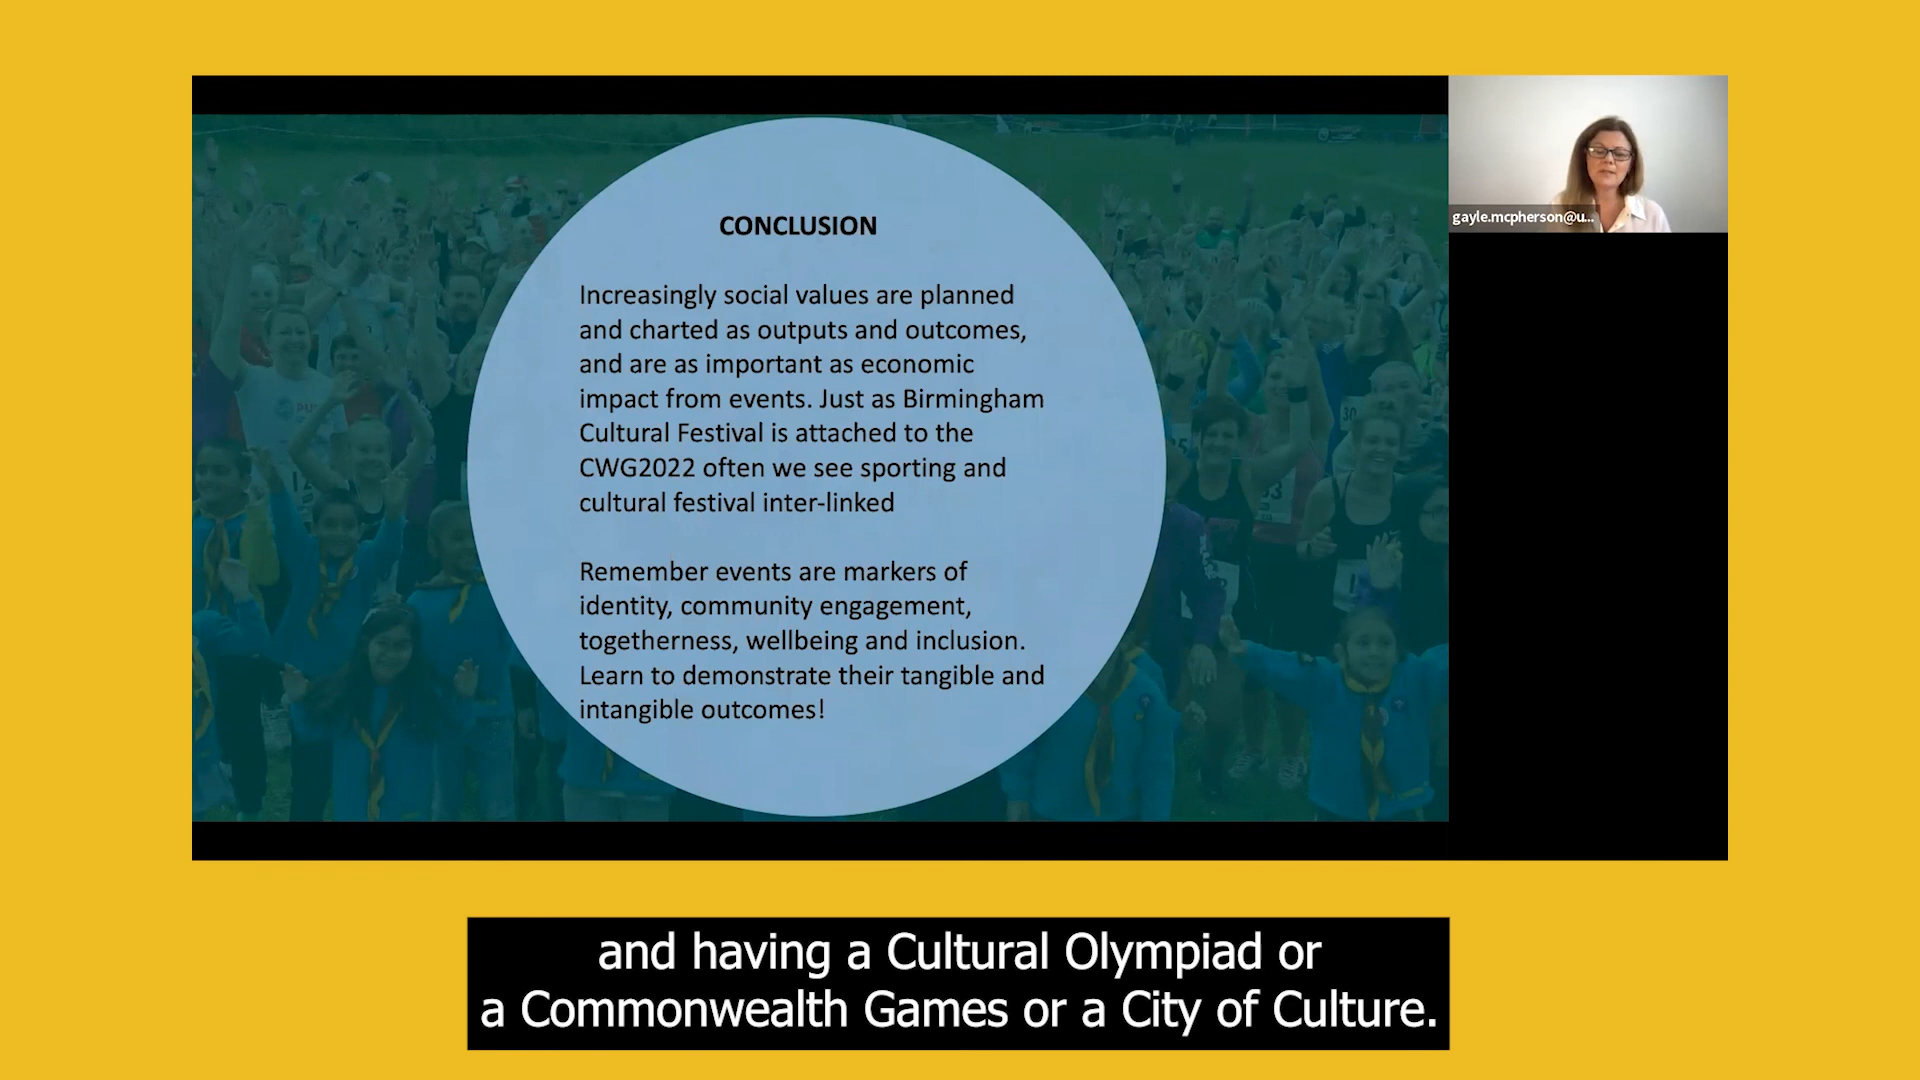 CONCLUSION
Increasingly social values are planned
and charted as outputs and outcomes,
and are as important as economic
impact from events. Just as Birmingham
Cultural Festival is attached to the
CWG2022 often we see sporting and
cultural festival inter-linked
Remember events are markers of
identity, community engagement,
togetherness, wellbeing and inclusion.
Learn to demonstrate their tangible and
intangible outcomes!
gayle.mcpherson@u...
and having a Cultural Olympiad or
a Commonwealth Games or a City of Culture.